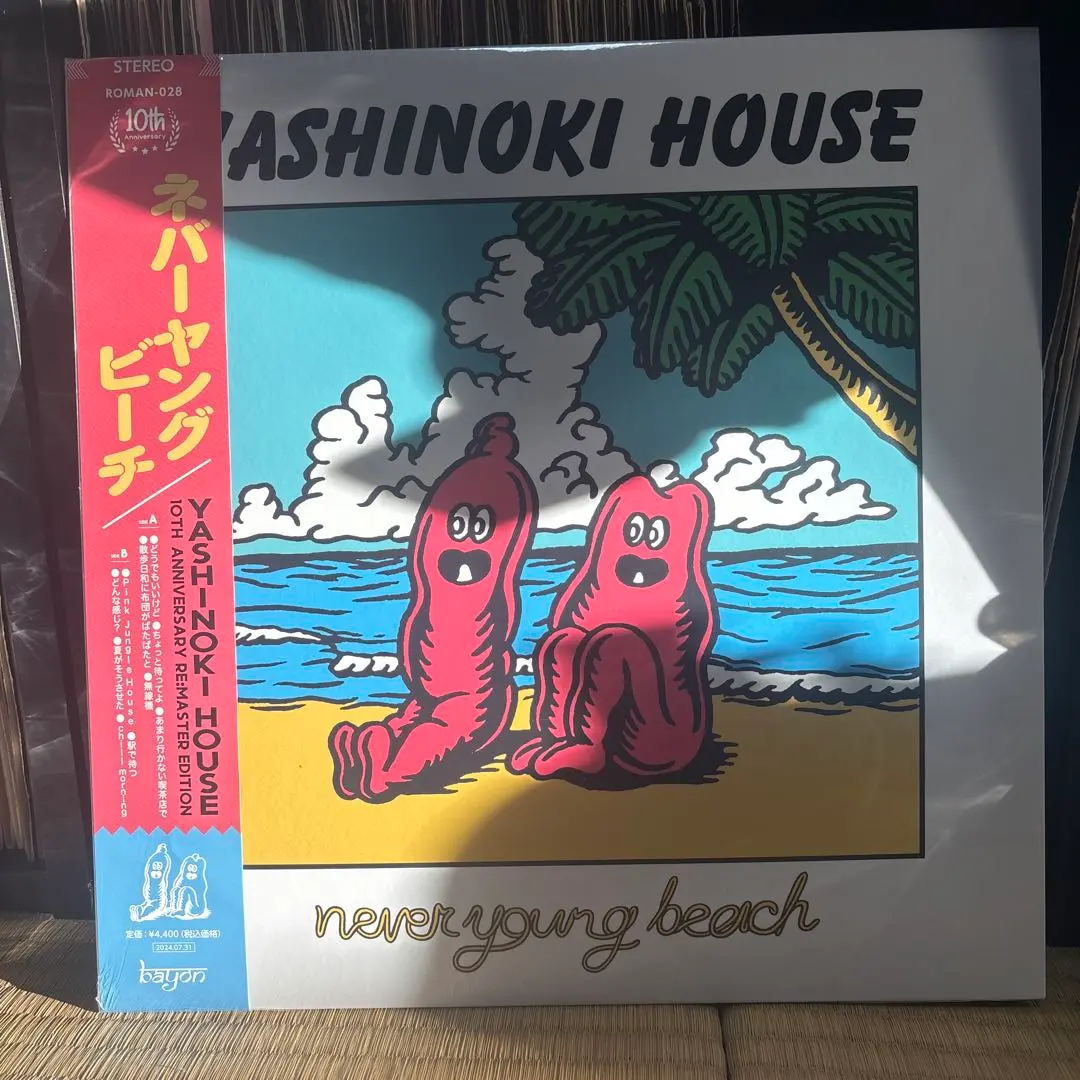 STEREO
ROMAN-028
10th
Anniversary
ネバーヤング
ビーチ
YASHINOKI HOUSE
10TH ANNIVERSARY RE:MASTER EDITION
SIDE A
●どうでもいいけど ●ちょっと待ってよ ●あまり行かない喫茶店で
●散歩日和に布団がぱたぱたと ●無線機
SIDE B
●Pink Jungle House ●駅で待つ
●どんな感じ? ●夏がそうさせた ●chill morning
定価:¥4,400(税込価格)
2024.07.31
bayon
YASHINOKI HOUSE
never young beach